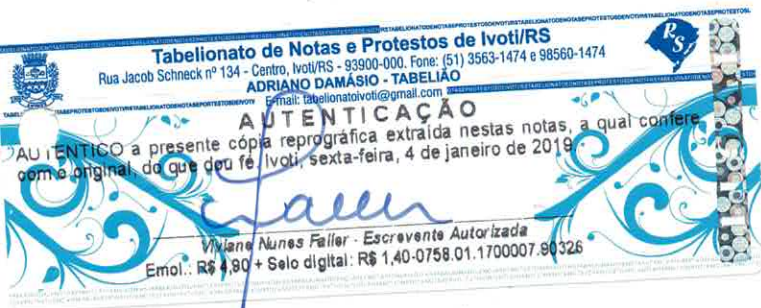 Tabelionato de Notas e Protestos de Ivoti/RS
Rua Jacob Schneck nº 134 - Centro, Ivoti/RS - 93900-000. Fone: (51) 3563-1474 e 98560-1474
ADRIANO DAMÁSIO - TABELIÃO
E-mail: tabelionatoivoti@gmail.com
RS
AUTENTICAÇÃO
AUTENTICO a presente cópia reprográfica extraída nestas notas, a qual confere
com o original, do que dou fé. Ivoti, sexta-feira, 4 de janeiro de 2019
Viviane Nunes Faller - Escrevente Autorizada
Emol.: R$ 4,90 + Selo digital: R$ 1,40-0758.01.1700007.90326